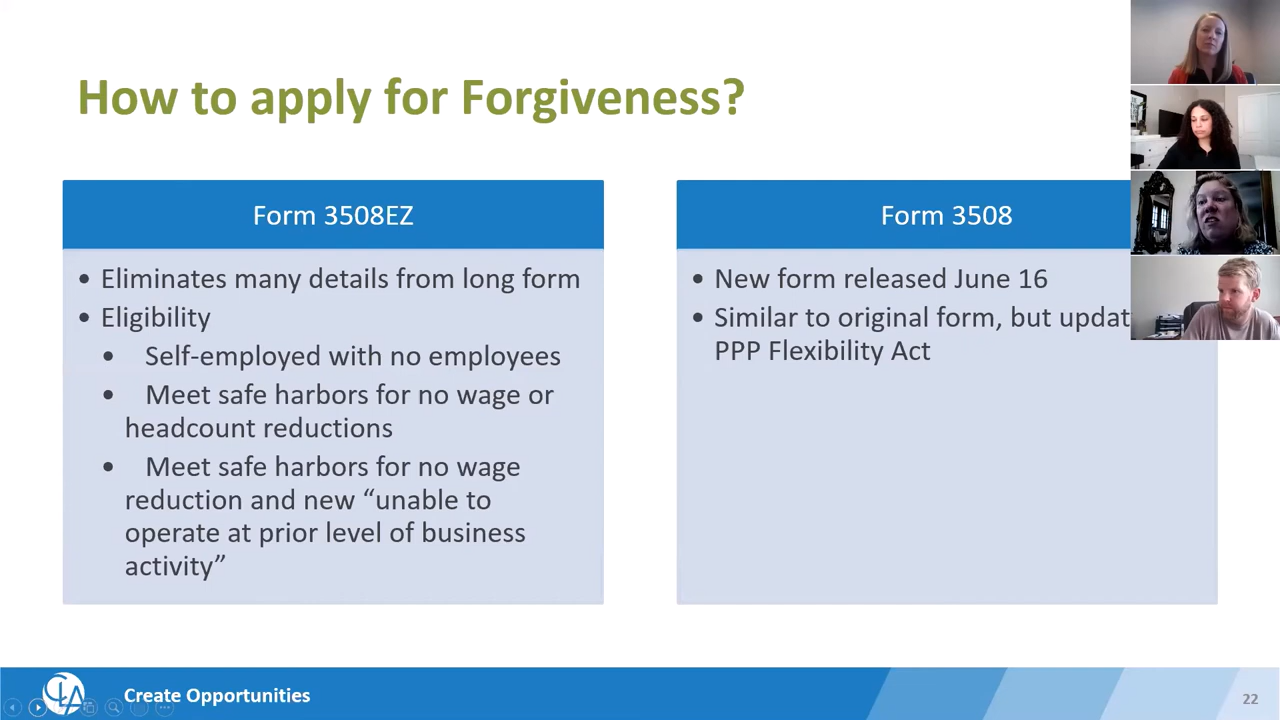 How to apply for Forgiveness?
Form 3508EZ
• Eliminates many details from long form
• Eligibility
• Self-employed with no employees
• Meet safe harbors for no wage or
headcount reductions
• Meet safe harbors for no wage
reduction and new “unable to
operate at prior level of business
activity”
Form 3508
• New form released June 16
• Similar to original form, but updat
PPP Flexibility Act
CLA
Create Opportunities
22